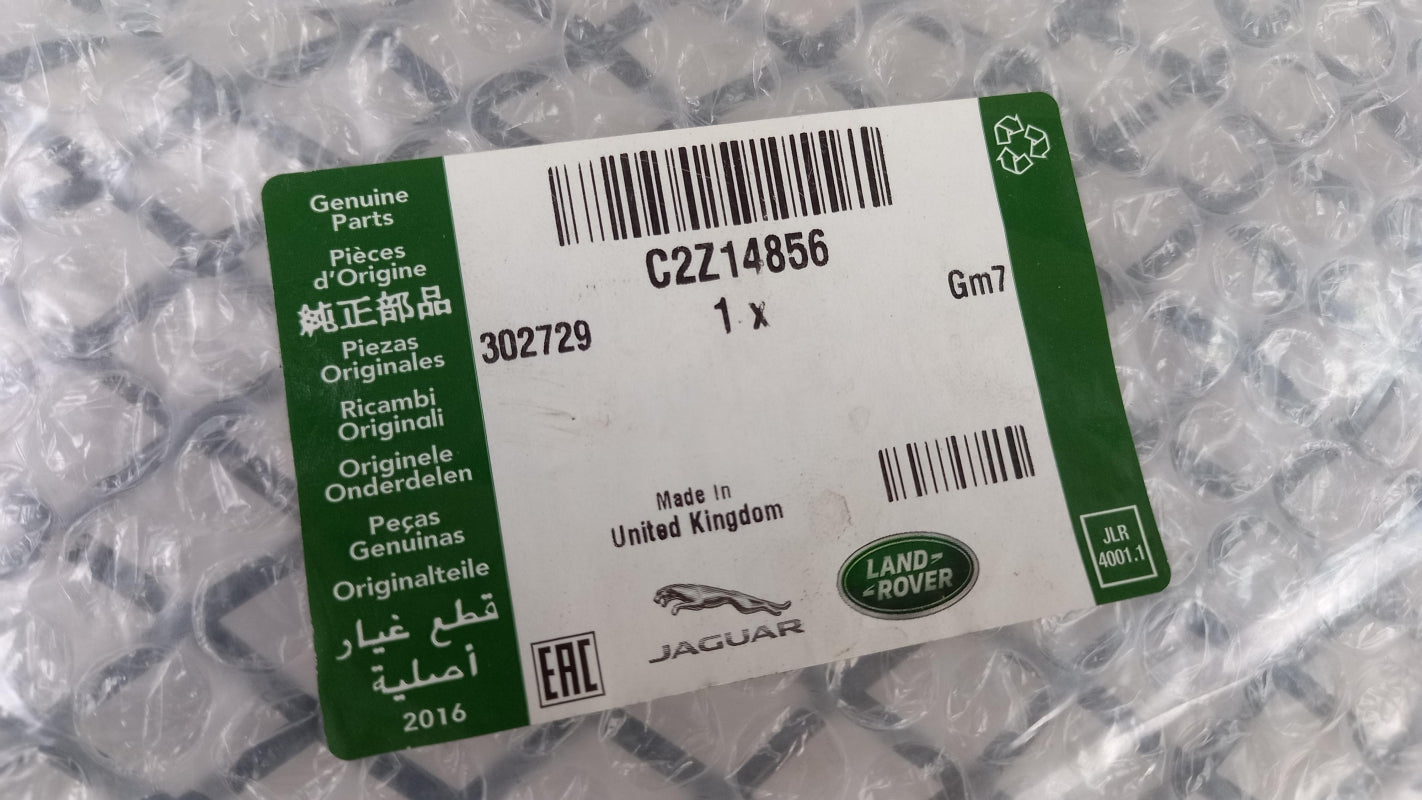 Genuine
Parts
Pièces
d'Origine
純正部品
Piezas
Originales
Ricambi
Originali
Originele
Onderdelen
Peças
Genuinas
Originalteile
قطع غيار
أصلية
2016
C2Z14856
1 x
Gm7
302729
Made In
United Kingdom
EAC
JAGUAR
LAND-
-ROVER
JLR
4001.1